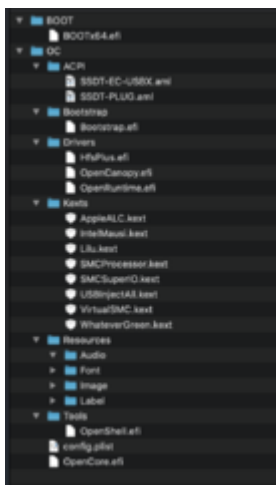 BOOT
BOOTx64.efi
OC
ACPI
SSDT-EC-USBX.aml
SSDT-PLUG.aml
Bootstrap
Bootstrap.efi
Drivers
HfsPlus.efi
OpenCanopy.efi
OpenRuntime.efi
Kexts
AppleALC.kext
IntelMausi.kext
Lilu.kext
SMCProcessor.kext
SMCSuperIO.kext
USBInjectAll.kext
VirtualSMC.kext
WhateverGreen.kext
Resources
Audio
Font
Image
Label
Tools
OpenShell.efi
config.plist
OpenCore.efi